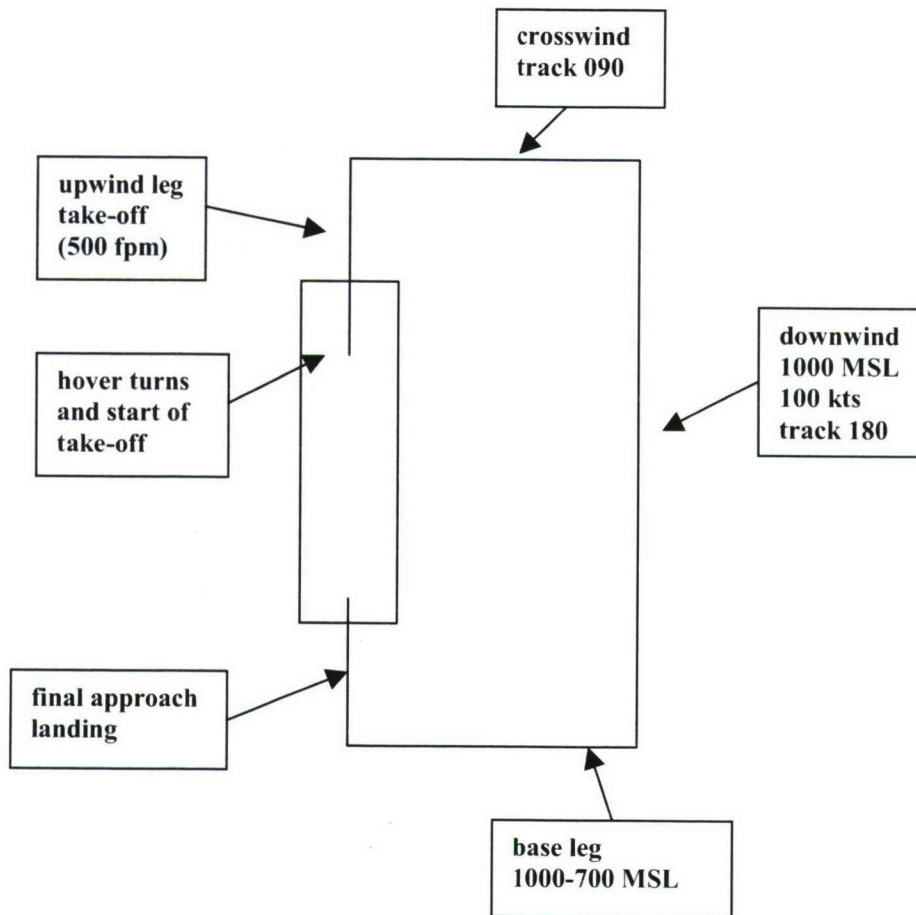 crosswind
track 090
upwind leg
take-off
(500 fpm)
hover turns
and start of
take-off
downwind
1000 MSL
100 kts
track 180
final approach
landing
base leg
1000-700 MSL